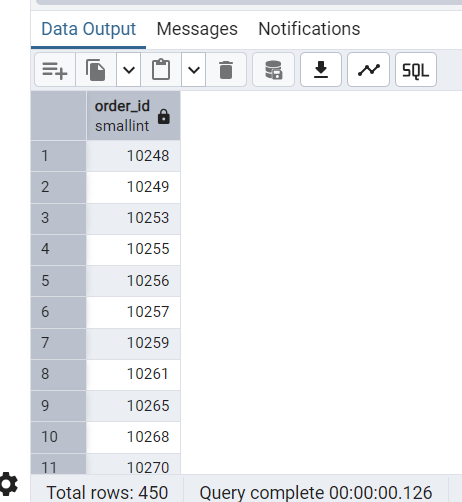 Data Output Messages Notifications
SQL
order_id
smallint
1 10248
2 10249
3 10253
4 10255
5 10256
6 10257
7 10259
8 10261
9 10265
10 10268
11 10270
Total rows: 450 Query complete 00:00:00.126